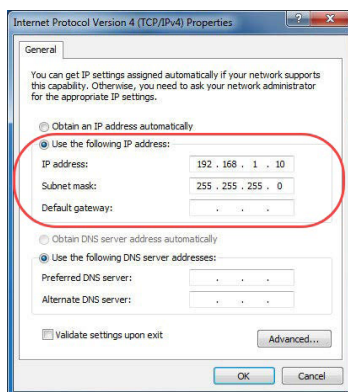 Internet Protocol Version 4 (TCP/IPv4) Properties
General
You can get IP settings assigned automatically if your network supports
this capability. Otherwise, you need to ask your network administrator
for the appropriate IP settings.
Obtain an IP address automatically
Use the following IP address:
IP address: 192 . 168 . 1 . 10
Subnet mask: 255 . 255 . 255 . 0
Default gateway: . . .
Obtain DNS server address automatically
Use the following DNS server addresses:
Preferred DNS server: . . .
Alternate DNS server: . . .
Validate settings upon exit
Advanced...
OK Cancel